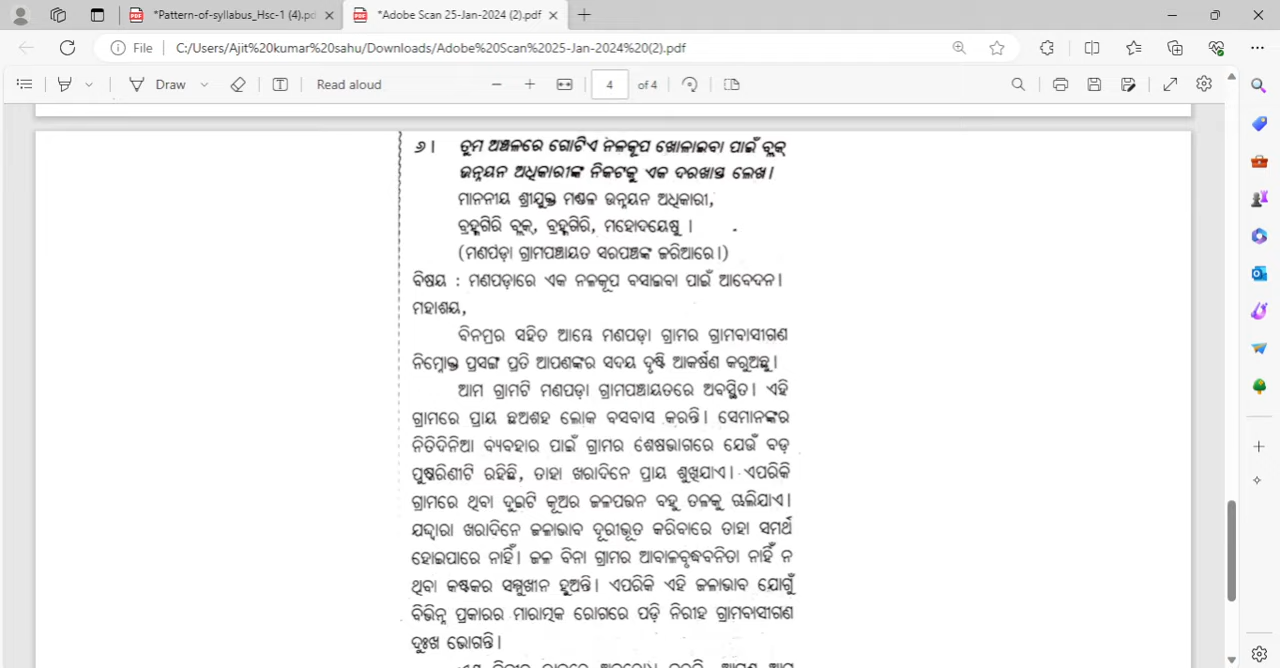 *Pattern-of-syllabus_Hsc-1 (4).pd
*Adobe Scan 25-Jan-2024 (2).pdf
File
C:/Users/Ajit%20kumar%20sahu/Downloads/Adobe%20Scan%2025-Jan-2024%20(2).pdf
Draw
Read aloud
4
of 4
୬। ତୁମ ଅଞ୍ଚଳରେ ଗୋଟିଏ ନଳକୂପ ଖୋଳାଇବା ପାଇଁ ବ୍ଲକ୍
ଉନ୍ନୟନ ଅଧିକାରୀଙ୍କ ନିକଟକୁ ଏକ ଦରଖାସ୍ତ ଲେଖ।
ମାନନୀୟ ଶ୍ରୀଯୁକ୍ତ ମଣ୍ଡଳ ଉନ୍ନୟନ ଅଧିକାରୀ,
ବ୍ରହ୍ମଗିରି ବ୍ଲକ୍, ବ୍ରହ୍ମଗିରି, ମହୋଦୟେଷୁ।
(ମଣପଡ଼ା ଗ୍ରାମପଞ୍ଚାୟତ ସରପଞ୍ଚଙ୍କ ଜରିଆରେ।)
ବିଷୟ : ମଣପଡ଼ାରେ ଏକ ନଳକୂପ ବସାଇବା ପାଇଁ ଆବେଦନ।
ମହାଶୟ,
ବିନମ୍ରର ସହିତ ଆମ୍ଭେ ମଣପଡ଼ା ଗ୍ରାମର ଗ୍ରାମବାସୀଗଣ
ନିମ୍ନୋକ୍ତ ପ୍ରସଙ୍ଗ ପ୍ରତି ଆପଣଙ୍କର ସଦୟ ଦୃଷ୍ଟି ଆକର୍ଷଣ କରୁଅଛୁ।
ଆମ ଗ୍ରାମଟି ମଣପଡ଼ା ଗ୍ରାମପଞ୍ଚାୟତରେ ଅବସ୍ଥିତ। ଏହି
ଗ୍ରାମରେ ପ୍ରାୟ ଛଅଶହ ଲୋକ ବସବାସ କରନ୍ତି। ସେମାନଙ୍କର
ନିତିଦିନିଆ ବ୍ୟବହାର ପାଇଁ ଗ୍ରାମର ଶେଷଭାଗରେ ଯେଉଁ ବଡ଼
ପୁଷ୍କରିଣୀଟି ରହିଛି, ତାହା ଖରାଦିନେ ପ୍ରାୟ ଶୁଖିଯାଏ। ଏପରିକି
ଗ୍ରାମରେ ଥିବା ଦୁଇଟି କୂଅର ଜଳପତ୍ତନ ବହୁ ତଳକୁ ଚାଲିଯାଏ।
ଯଦ୍ଦ୍ୱାରା ଖରାଦିନେ ଜଳାଭାବ ଦୂରୀଭୂତ କରିବାରେ ତାହା ସମର୍ଥ
ହୋଇପାରେ ନାହିଁ। ଜଳ ବିନା ଗ୍ରାମର ଆବାଳବୃଦ୍ଧବନିତା ନାହିଁ ନ
ଥିବା କଷ୍ଟକର ସମ୍ମୁଖୀନ ହୁଅନ୍ତି। ଏପରିକି ଏହି ଜଳାଭାବ ଯୋଗୁଁ
ବିଭିନ୍ନ ପ୍ରକାରର ମାରାତ୍ମକ ରୋଗରେ ପଡ଼ି ନିରୀହ ଗ୍ରାମବାସୀଗଣ
ଦୁଃଖ ଭୋଗନ୍ତି।